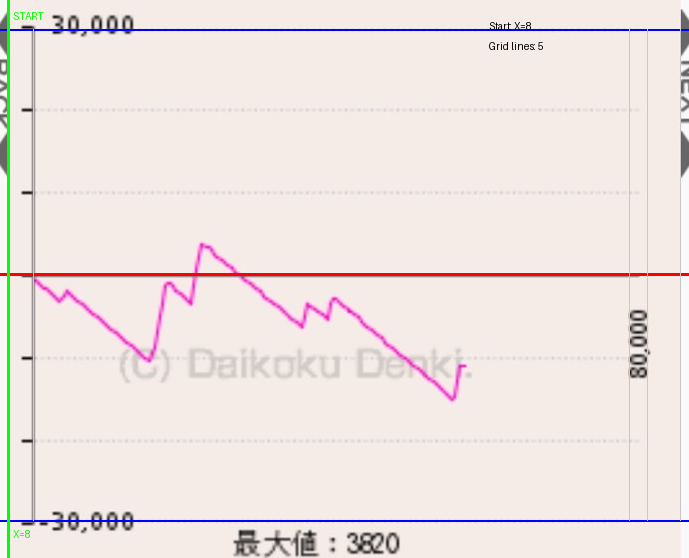 START
30,000
Start: X=8
Grid lines: 5
BACK
NEXT
80,000
(C) Daikoku Denki.
-30,000
X=8
最大値：3820